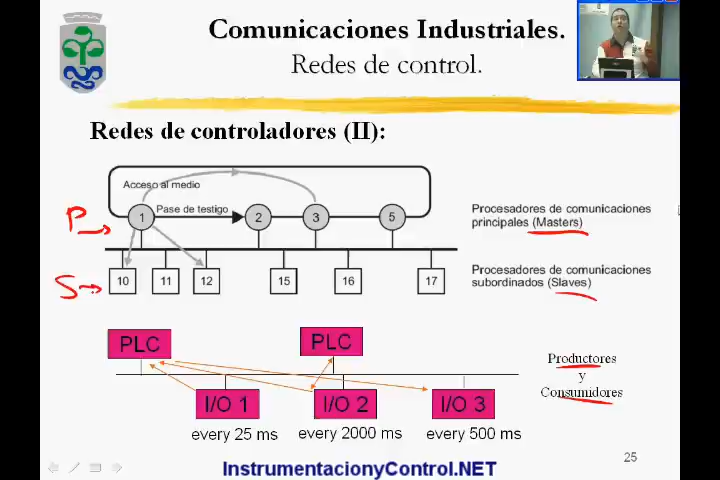 Comunicaciones Industriales.
Redes de control.
Redes de controladores (II):
Acceso al medio
Pase de testigo
1 2 3 5
Procesadores de comunicaciones
principales (Masters)
P
10 11 12 15 16 17
Procesadores de comunicaciones
subordinados (Slaves)
S
PLC PLC
Productores
y
Consumidores
I/O 1 I/O 2 I/O 3
every 25 ms every 2000 ms every 500 ms
25
InstrumentacionyControl.NET